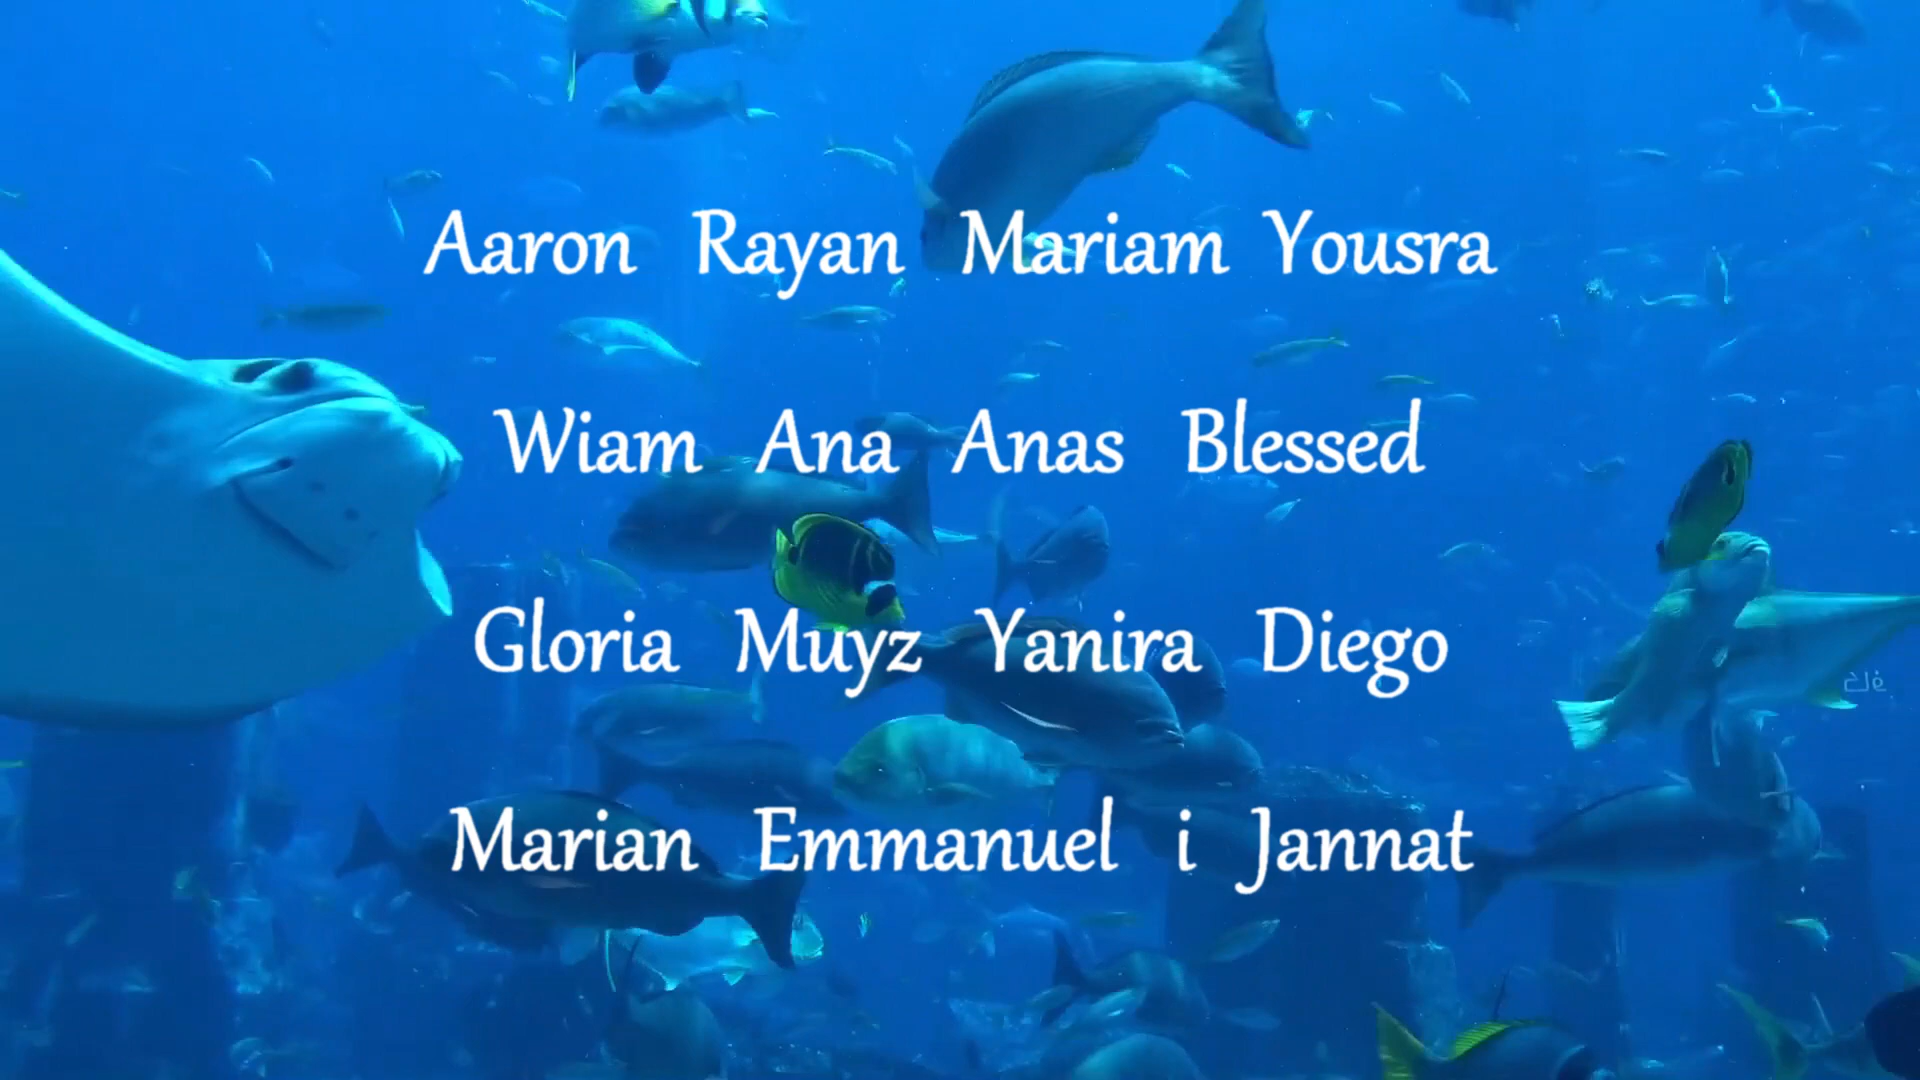 Aaron Rayan Mariam Yousra
Wiam Ana Anas Blessed
Gloria Muyz Yanira Diego
Marian Emmanuel i Jannat